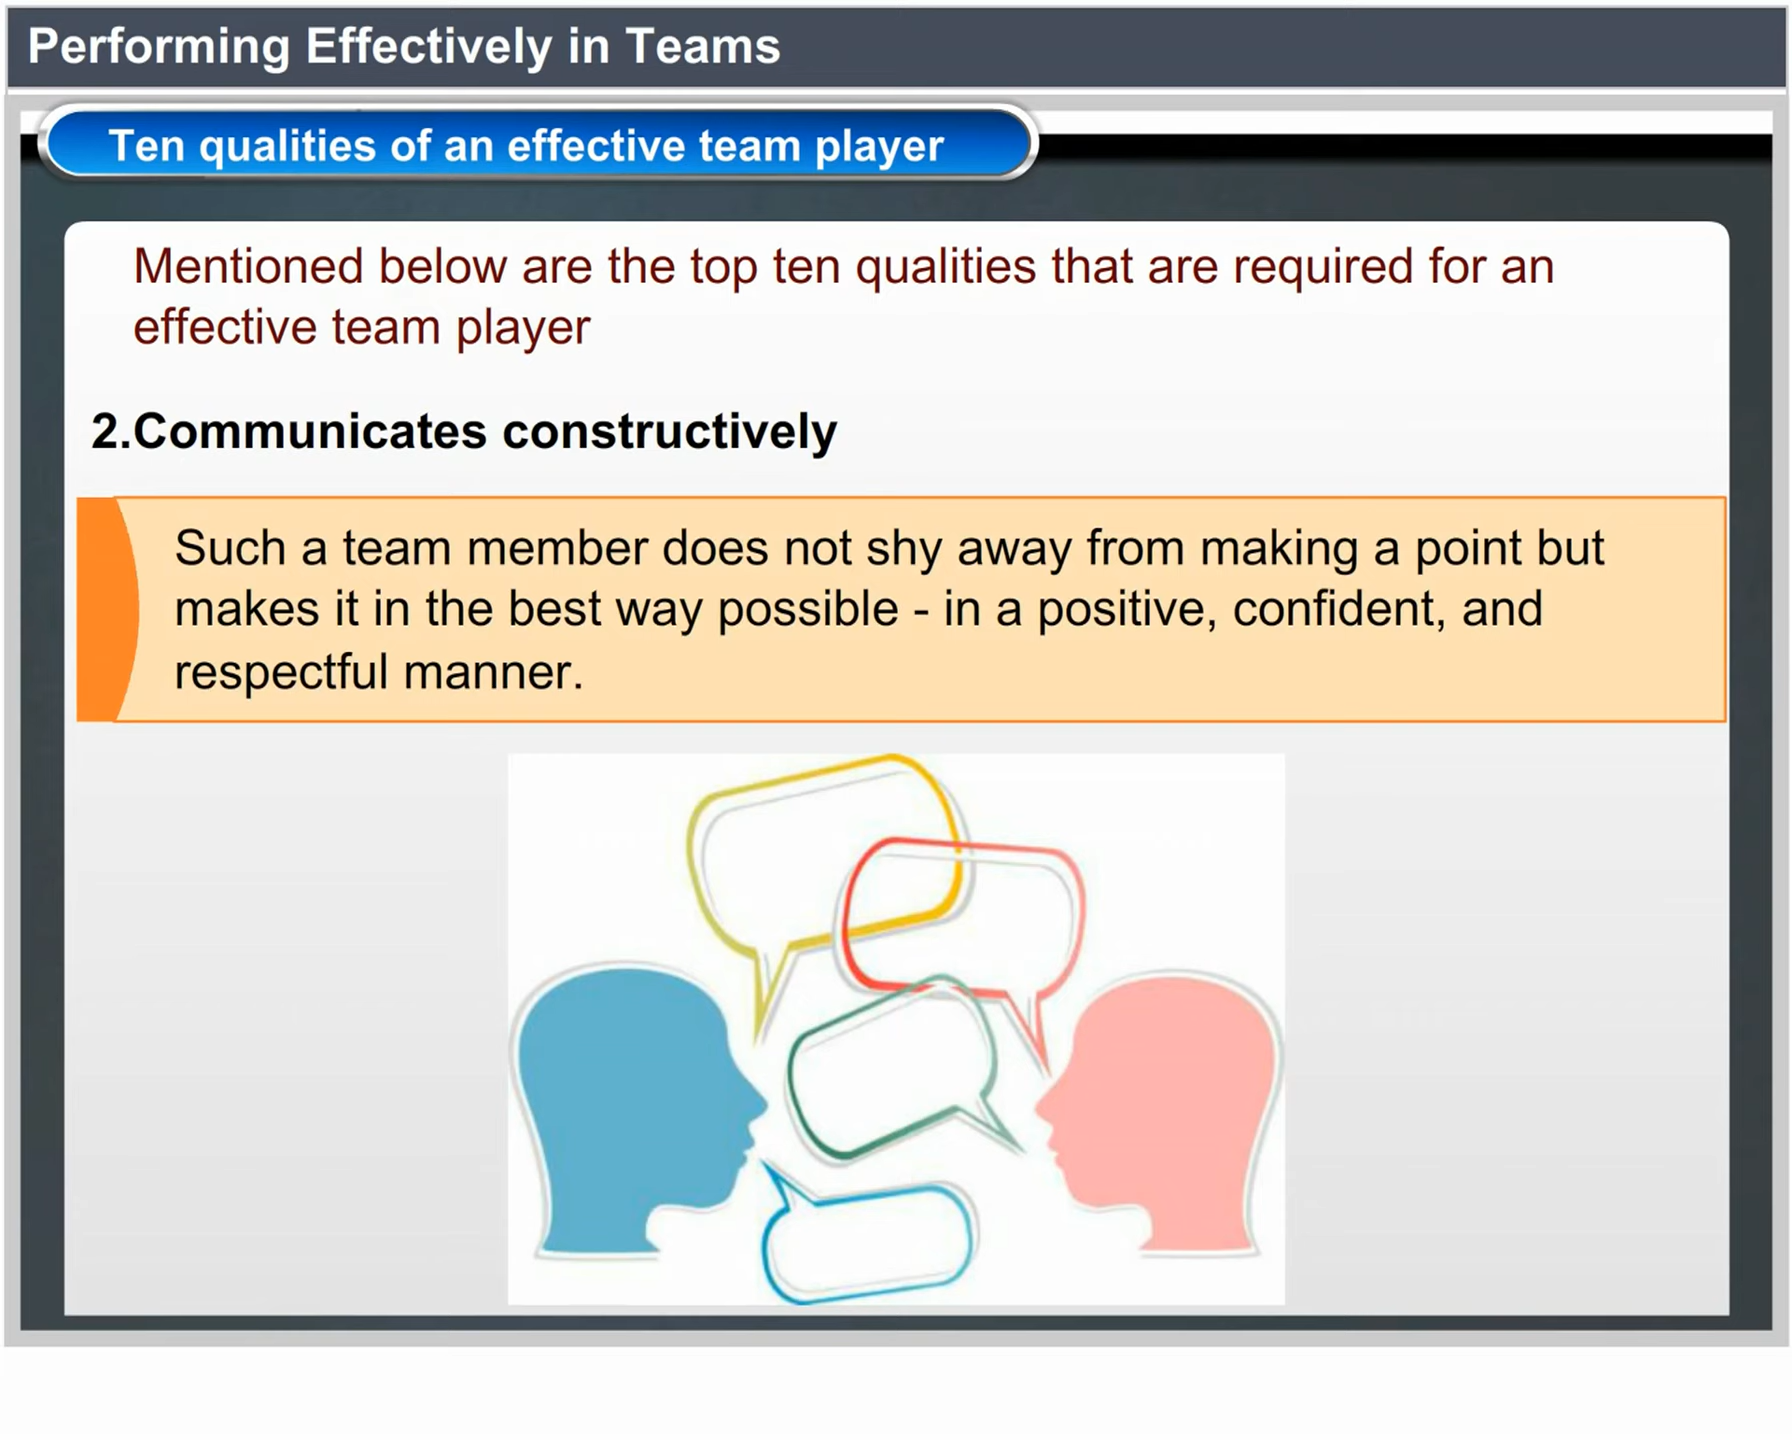 Performing Effectively in Teams
Ten qualities of an effective team player
Mentioned below are the top ten qualities that are required for an
effective team player
2.Communicates constructively
Such a team member does not shy away from making a point but
makes it in the best way possible - in a positive, confident, and
respectful manner.